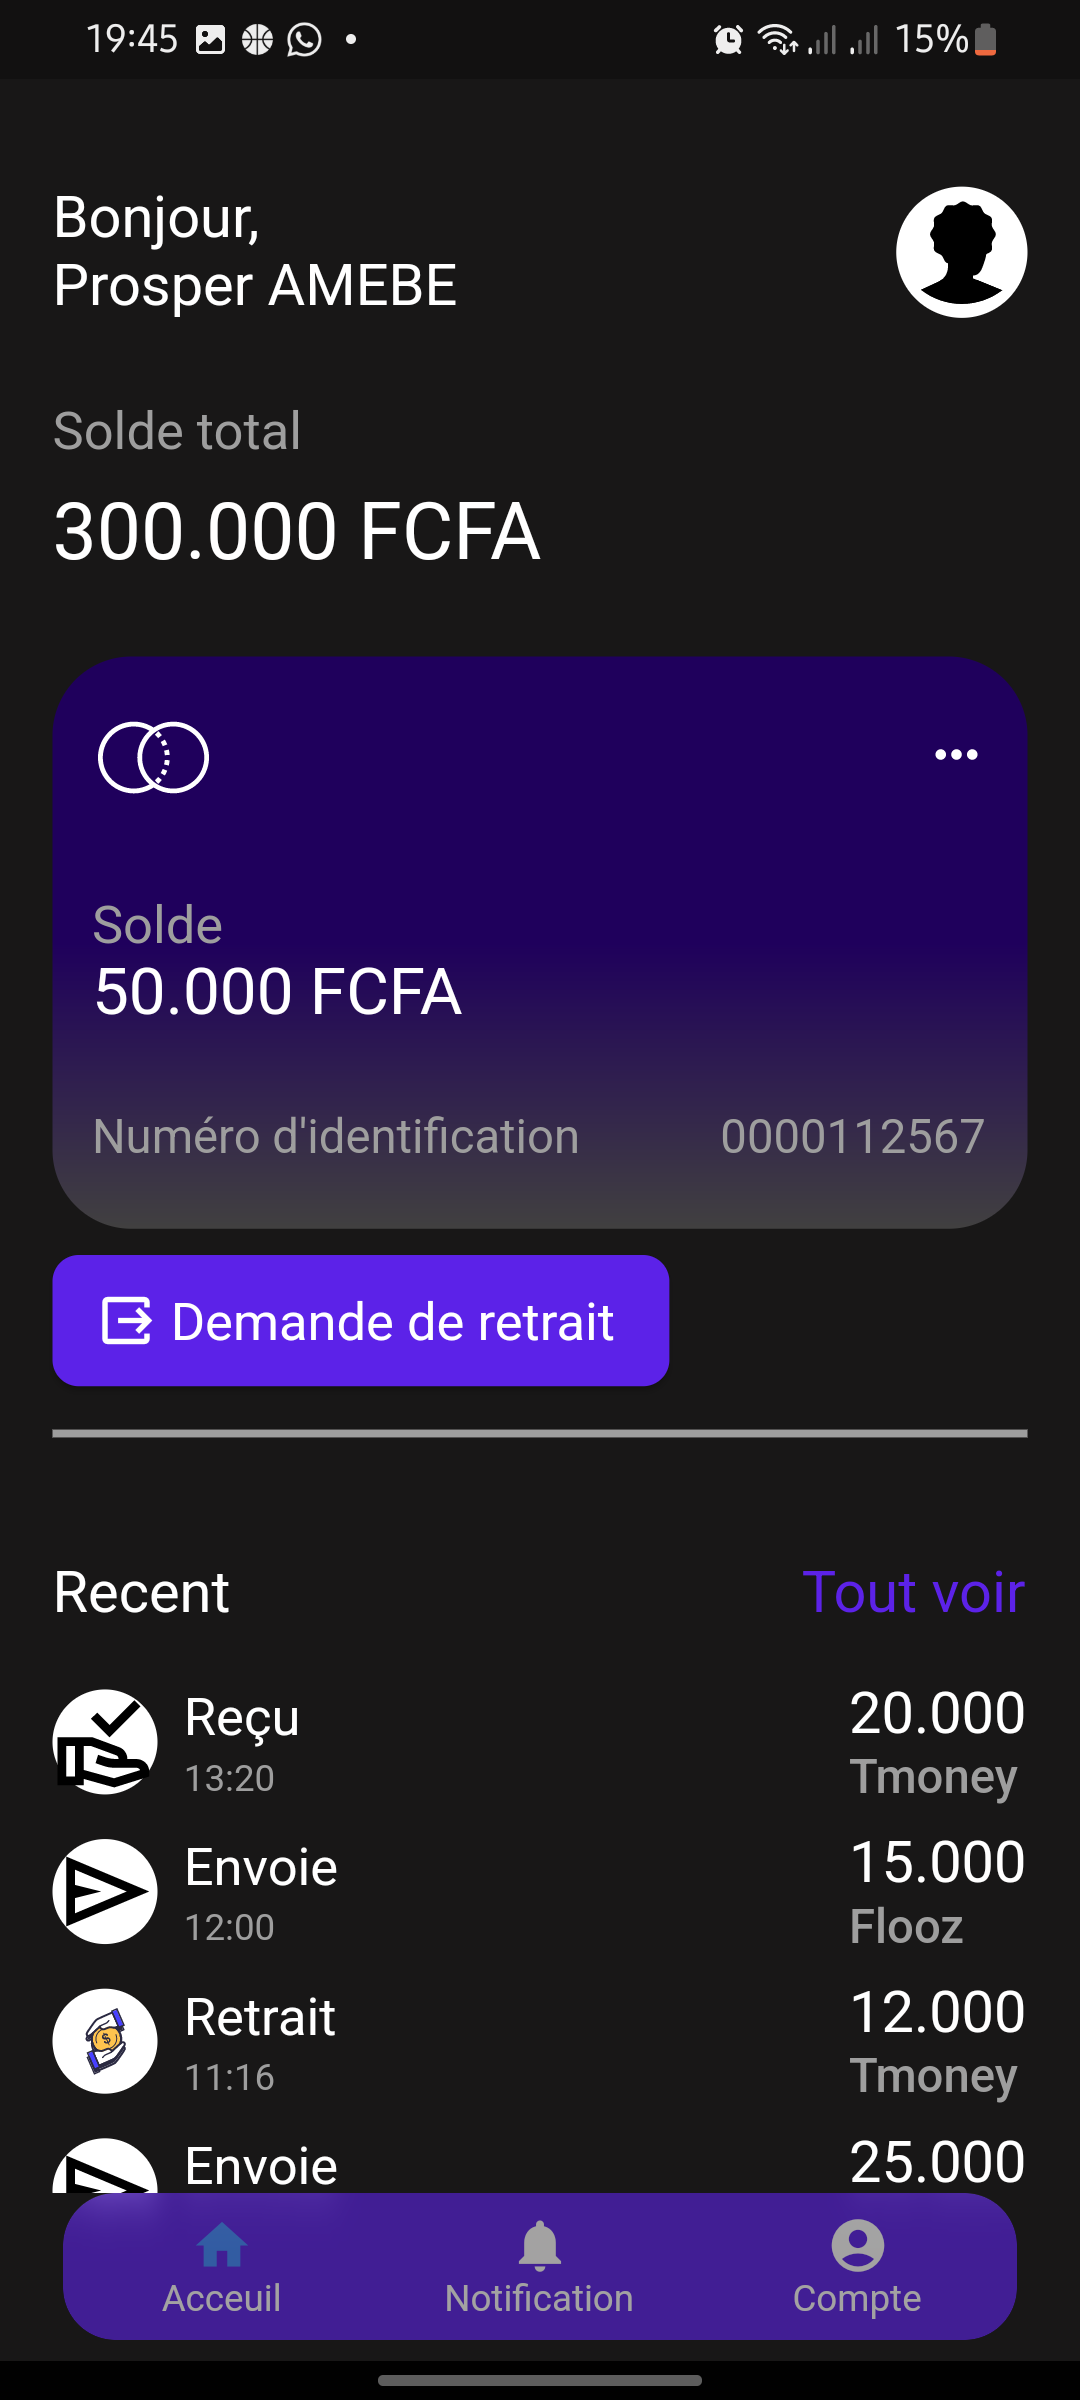 19:45
15%
Bonjour,
Prosper AMEBE
Solde total
300.000 FCFA
Solde
50.000 FCFA
Numéro d'identification 0000112567
Demande de retrait
Recent Tout voir
Reçu 20.000
13:20 Tmoney
Envoie 15.000
12:00 Flooz
Retrait 12.000
11:16 Tmoney
Envoie 25.000
Acceuil Notification Compte